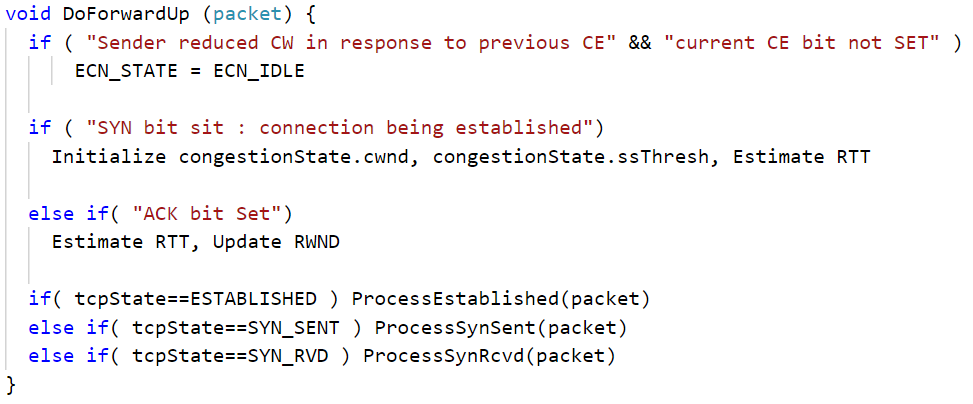 void DoForwardUp (packet) {
if ( "Sender reduced CW in response to previous CE" && "current CE bit not SET" )
ECN_STATE = ECN_IDLE
if ( "SYN bit sit : connection being established")
Initialize congestionState.cwnd, congestionState.ssThresh, Estimate RTT
else if( "ACK bit Set")
Estimate RTT, Update RWND
if( tcpState==ESTABLISHED ) ProcessEstablished(packet)
else if( tcpState==SYN_SENT ) ProcessSynSent(packet)
else if( tcpState==SYN_RVD ) ProcessSynRcvd(packet)
}